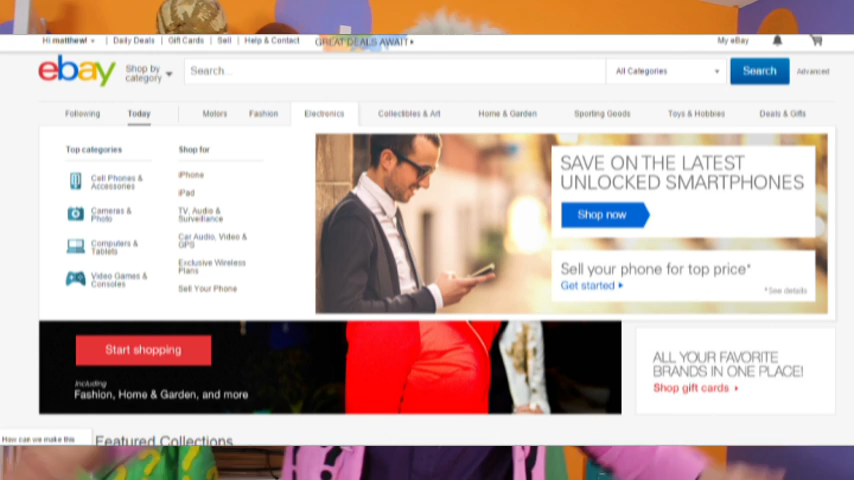 Hi matthew! | Daily Deals | Gift Cards | Sell | Help & Contact
GREAT DEALS AWAIT
My eBay
ebay
Shop by
category
Search...
All Categories
Search
Advanced
Following
Today
Motors
Fashion
Electronics
Collectibles & Art
Home & Garden
Sporting Goods
Toys & Hobbies
Deals & Gifts
Top categories
Cell Phones &
Accessories
Cameras &
Photo
Computers &
Tablets
Video Games &
Consoles
Shop for
iPhone
iPad
TV, Audio &
Surveillance
Car Audio, Video &
GPS
Exclusive Wireless
Plans
Sell Your Phone
SAVE ON THE LATEST
UNLOCKED SMARTPHONES
Shop now
Sell your phone for top price*
Get started
*See details
Start shopping
Including
Fashion, Home & Garden, and more
ALL YOUR FAVORITE
BRANDS IN ONE PLACE!
Shop gift cards
How can we make this
Featured Collections